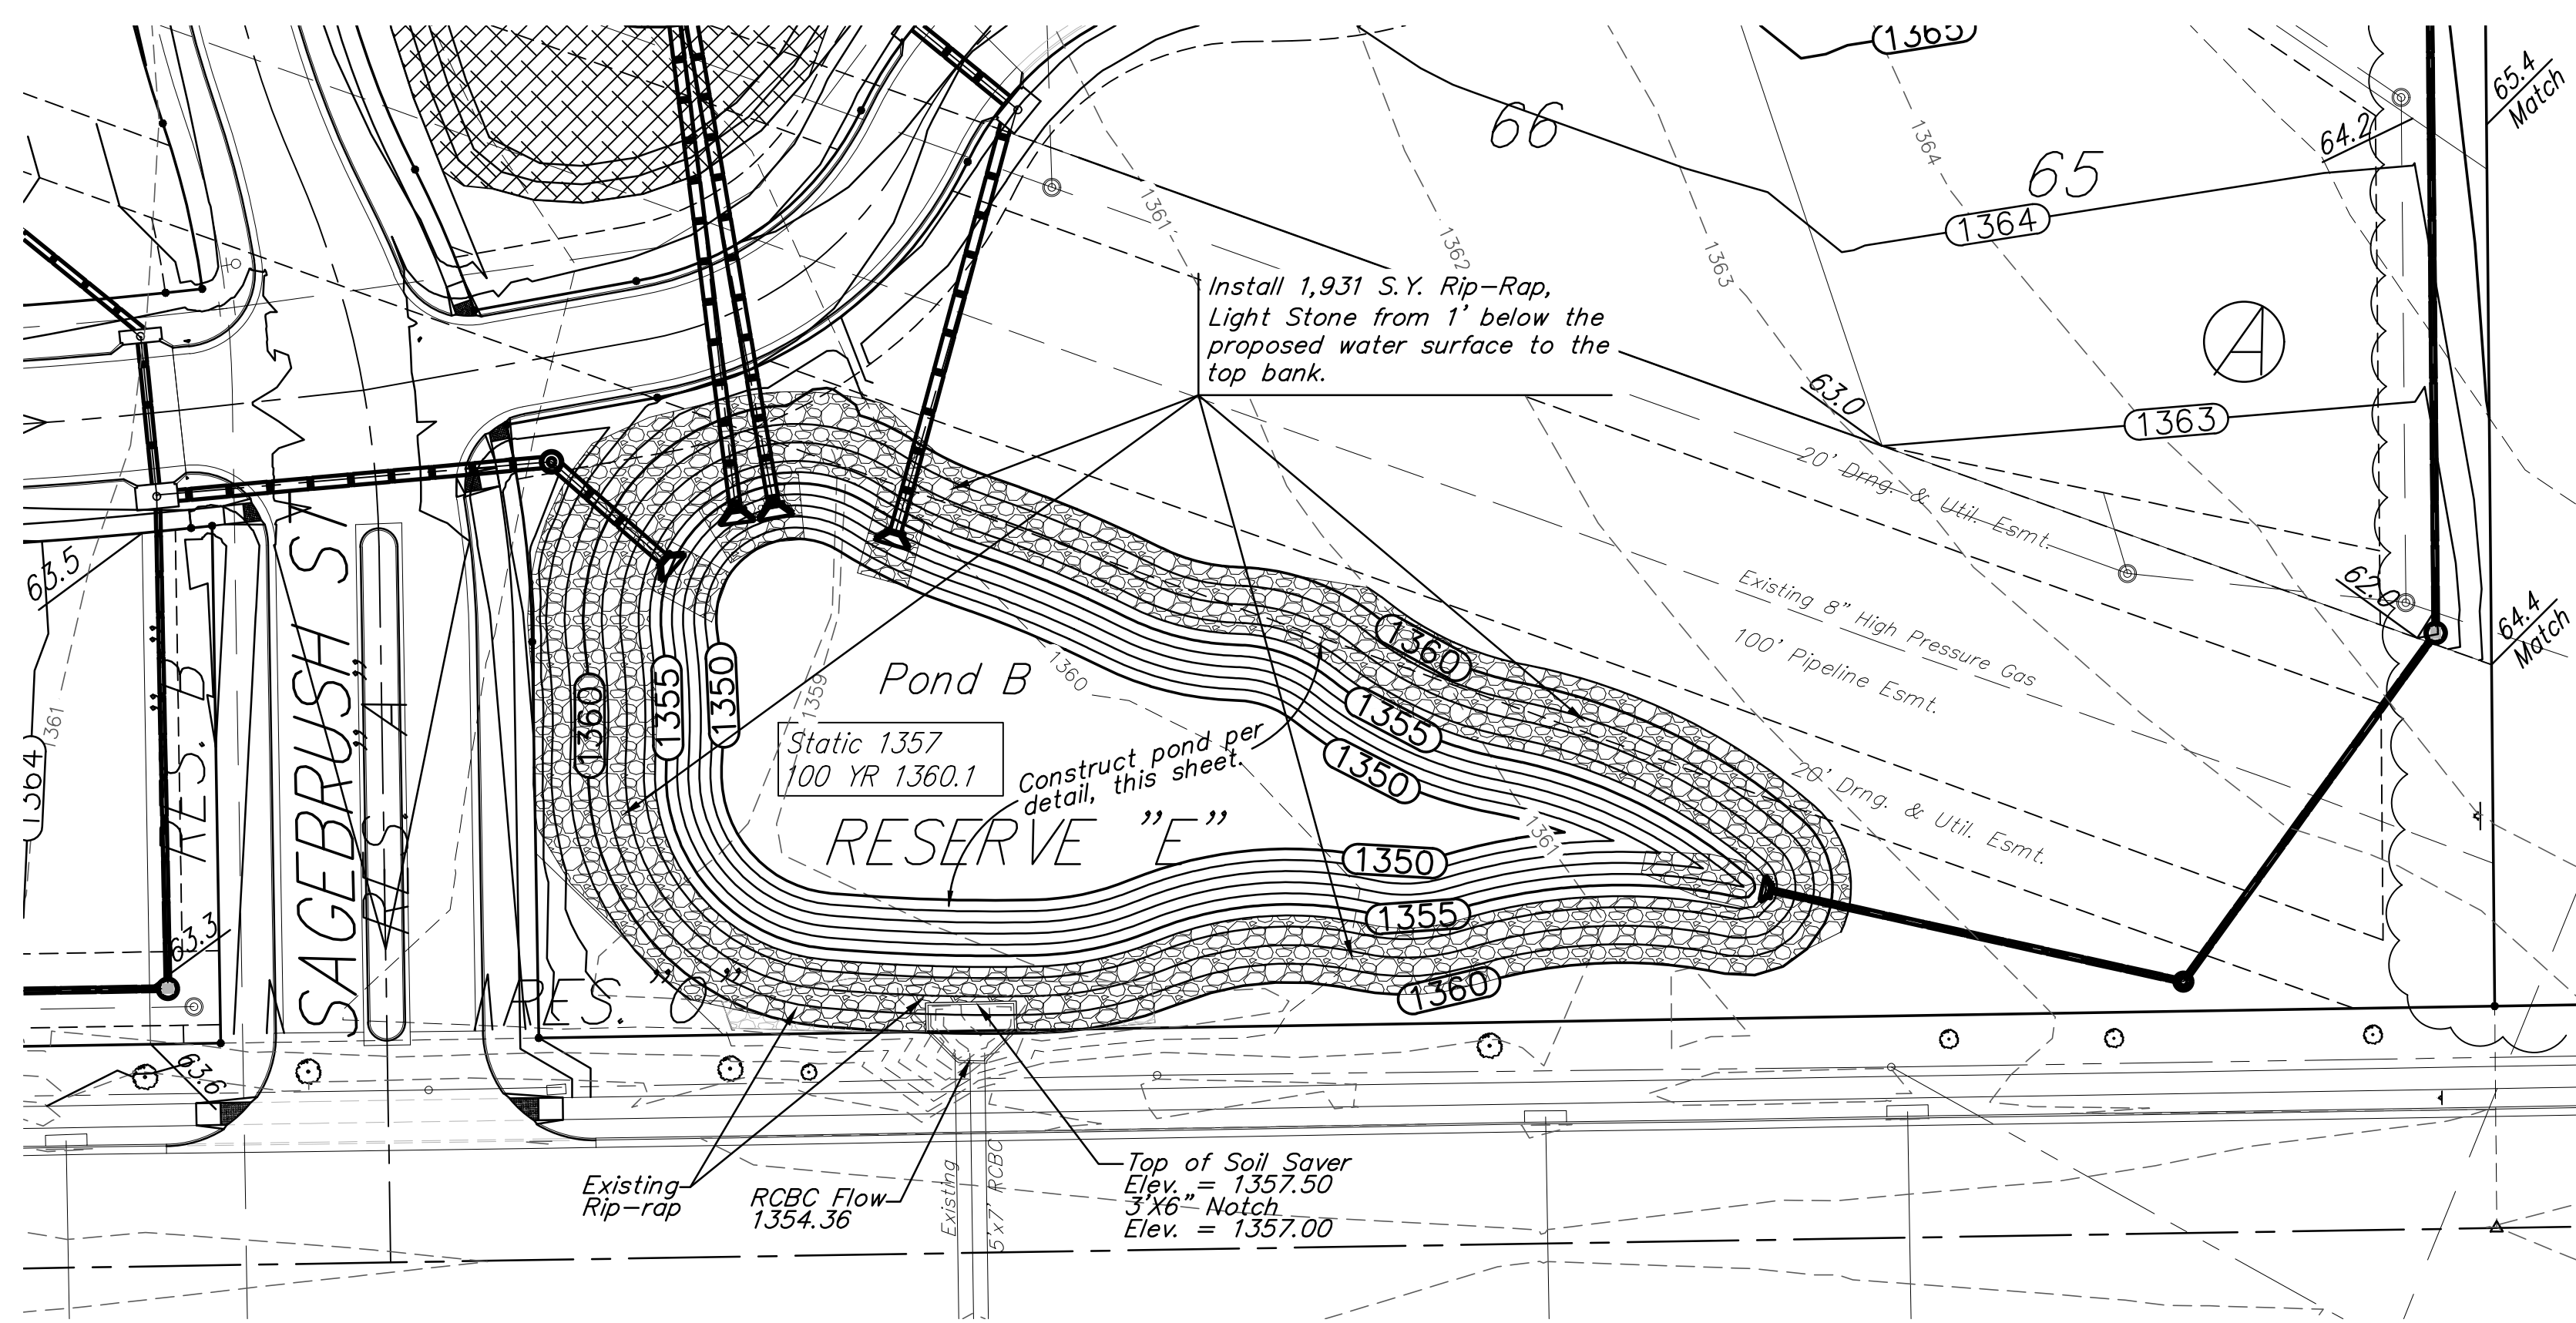 1365
65.4
Match
66
64.2
65
1364
1364
1361
1362
1363
Install 1,931 S.Y. Rip-Rap,
Light Stone from 1' below the
proposed water surface to the
top bank.
A
63.0
1363
20' Drng. & Util. Esmt.
63.5
Existing 8" High Pressure Gas
62.0
64.4
Match
100' Pipeline Esmt.
SAGEBRUSH ST
RES. "A"
RES. B
1361
1364
1360
1355
1350
1359
Pond B
1360
1360
1355
1350
Static 1357
100 YR 1360.1
Construct pond per
detail, this sheet.
RESERVE "E"
20' Drng. & Util. Esmt.
1361
1350
1355
1360
63.3
63.6
Existing
Rip-rap
RCBC Flow
1354.36
Existing
5'x7' RCBC
Top of Soil Saver
Elev. = 1357.50
3'X6" Notch
Elev. = 1357.00